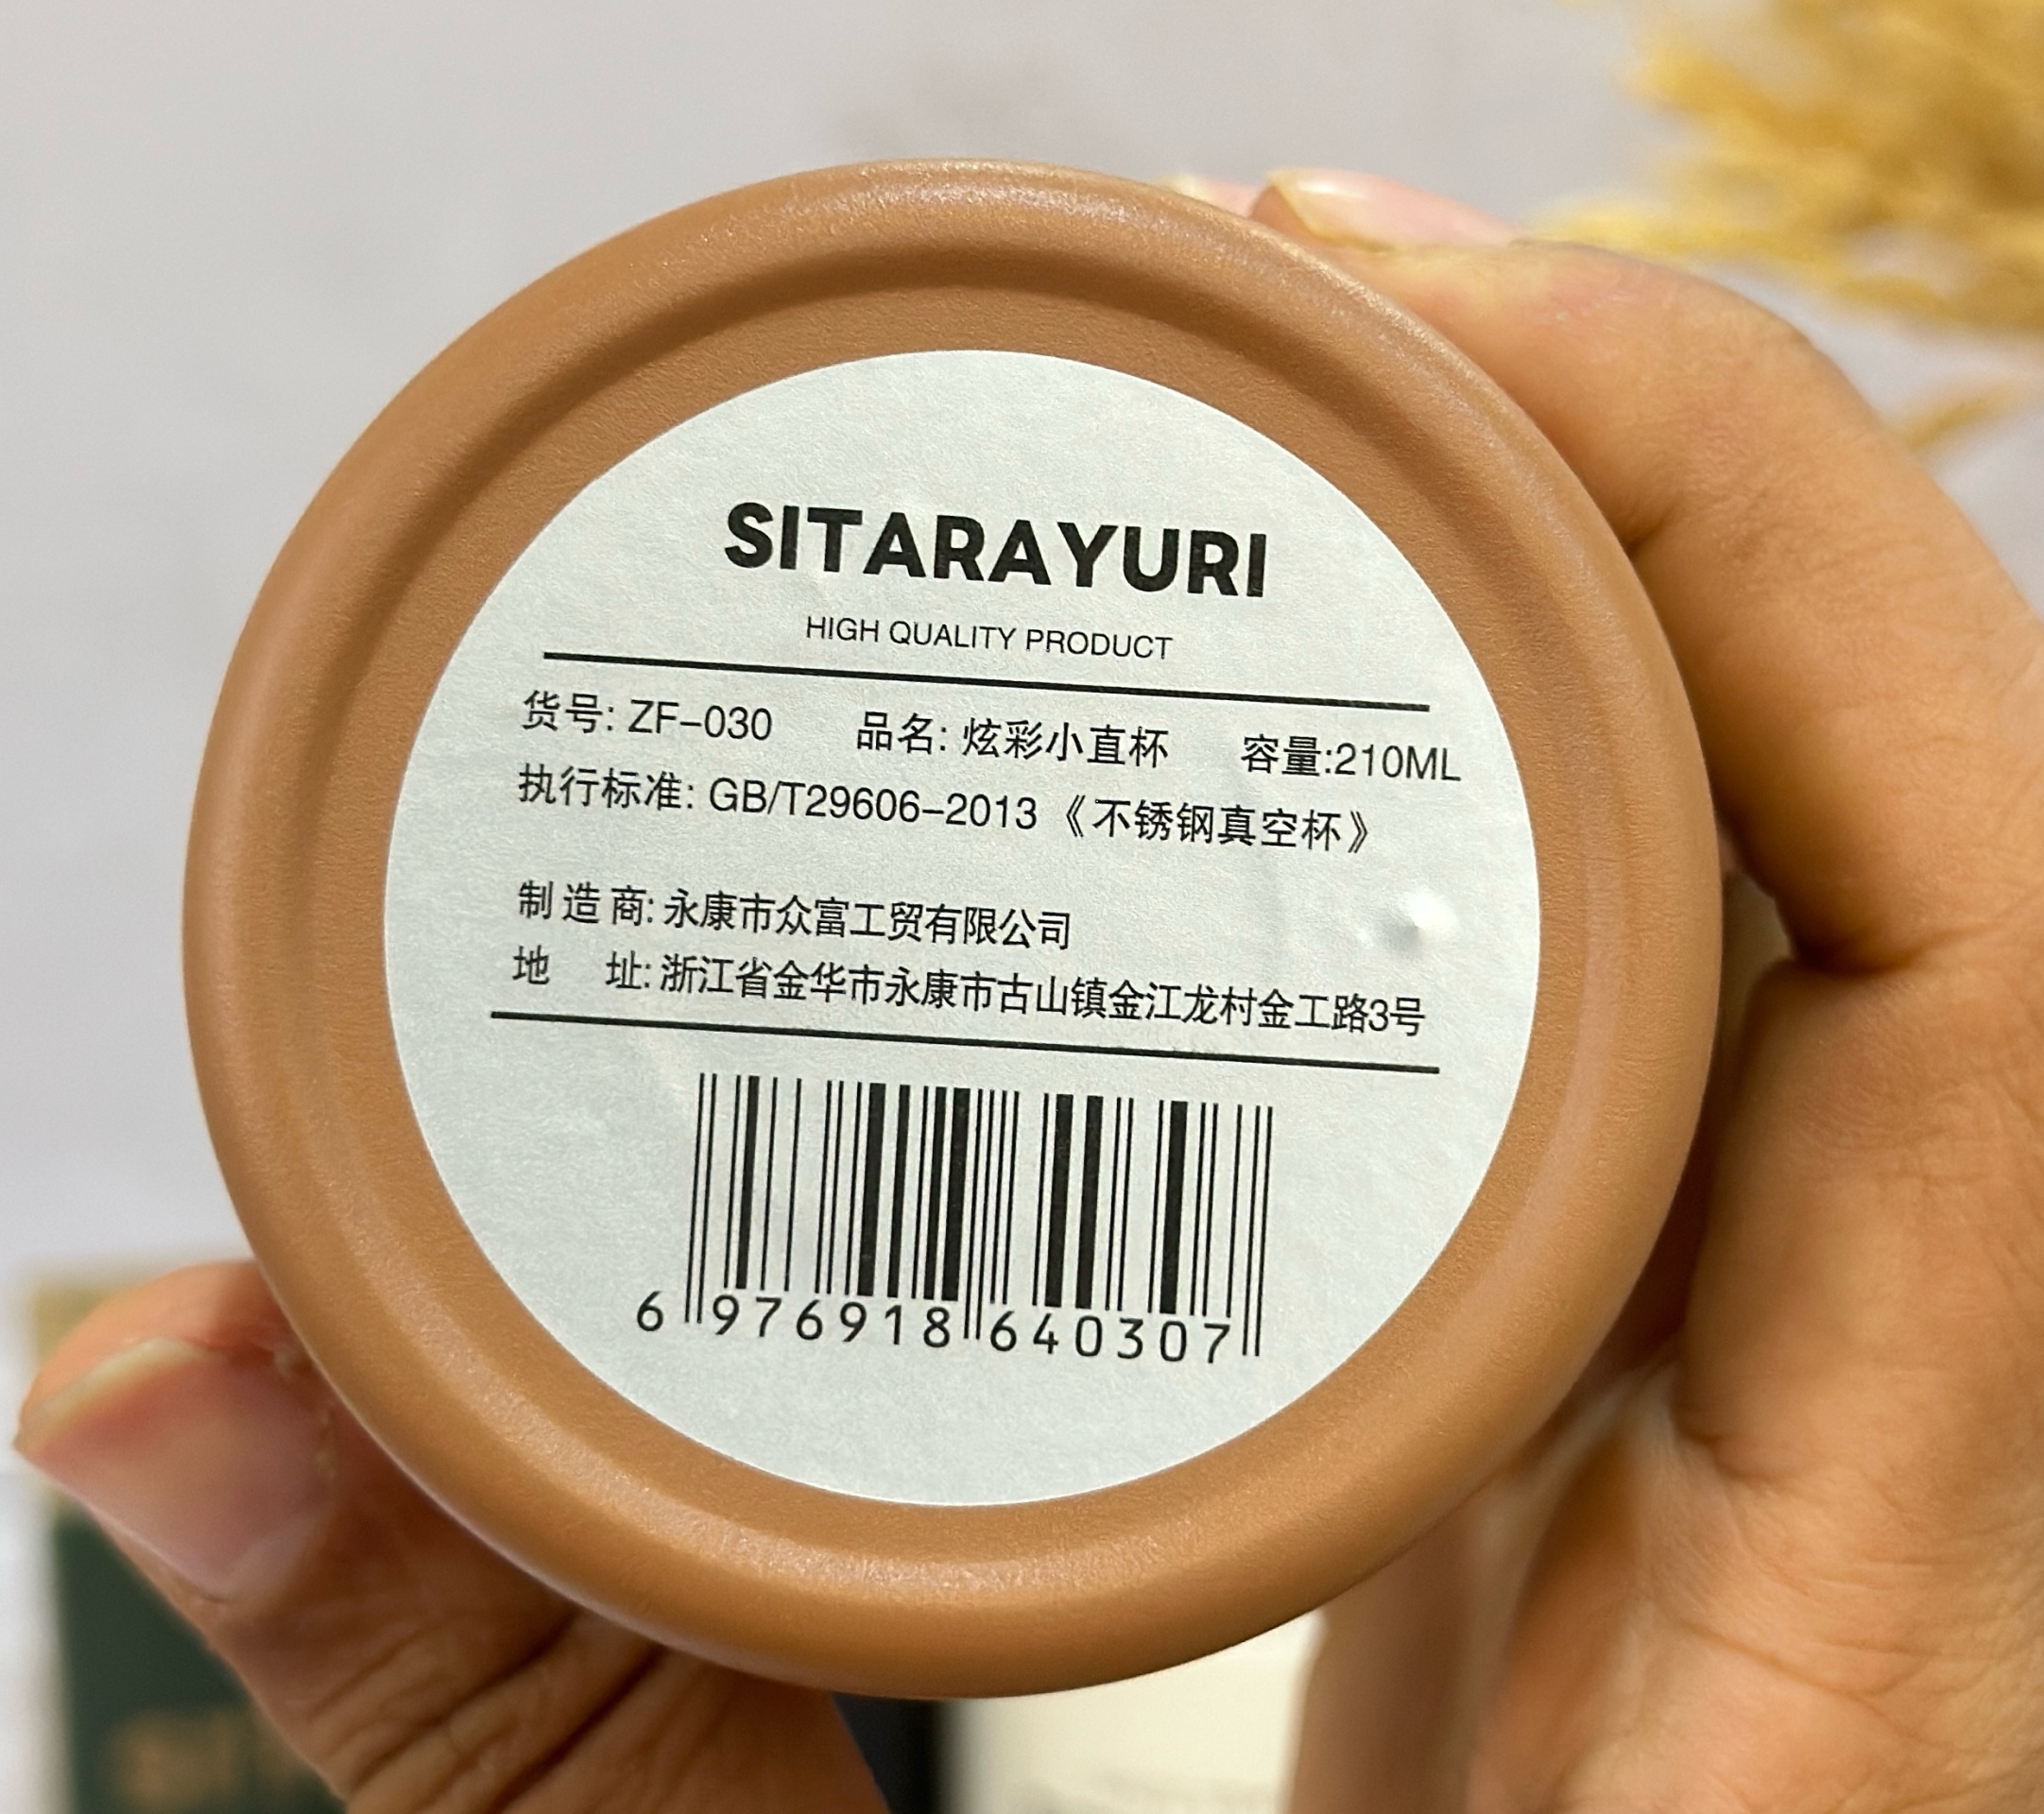 SITARAYURI
HIGH QUALITY PRODUCT
货号: ZF-030 品名: 炫彩小直杯 容量:210ML
执行标准: GB/T29606-2013《不锈钢真空杯》
制造商: 永康市众富工贸有限公司
地 址: 浙江省金华市永康市古山镇金江龙村金工路3号
6 976918 640307